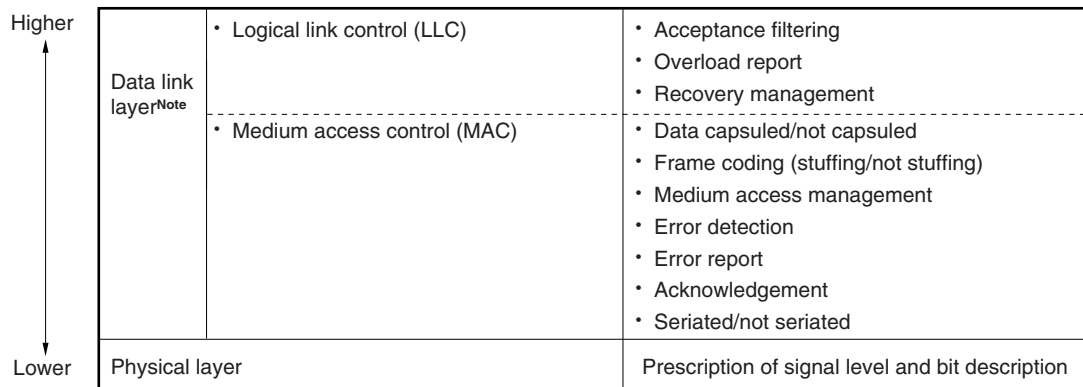 Higher
Data link
layerNote
• Logical link control (LLC)
• Acceptance filtering
• Overload report
• Recovery management
• Medium access control (MAC)
• Data capsuled/not capsuled
• Frame coding (stuffing/not stuffing)
• Medium access management
• Error detection
• Error report
• Acknowledgement
• Seriated/not seriated
Lower
Physical layer
Prescription of signal level and bit description